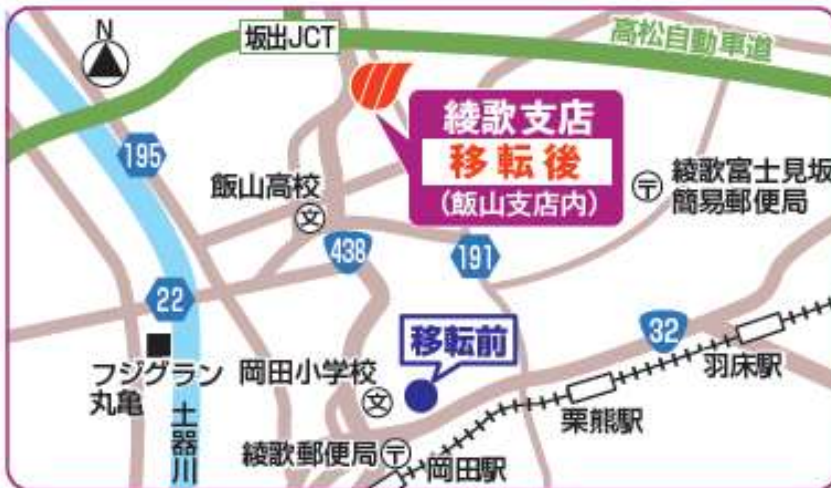 N
坂出JCT
高松自動車道
綾歌支店
移転後
(飯山支店内)
195
飯山高校
文
〒
綾歌富士見坂
簡易郵便局
438
191
22
32
移転前
フジグラン
丸亀
岡田小学校
文
羽床駅
栗熊駅
土器川
綾歌郵便局
〒
岡田駅